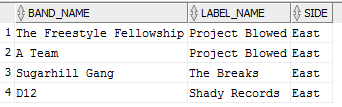 BAND_NAME LABEL_NAME SIDE
1 The Freestyle Fellowship Project Blowed East
2 A Team Project Blowed East
3 Sugarhill Gang The Breaks East
4 D12 Shady Records East